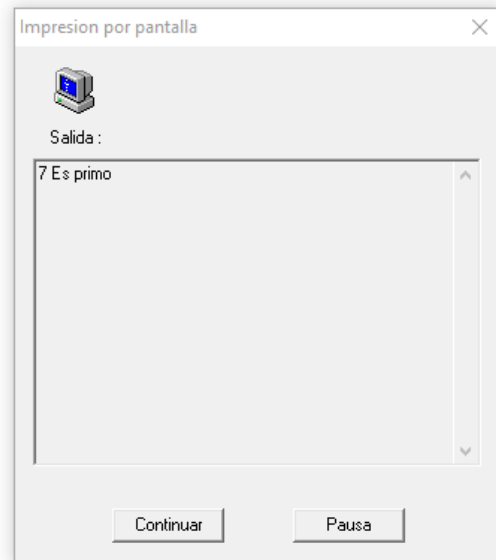 Impresion por pantalla
Salida :
7 Es primo
Continuar
Pausa